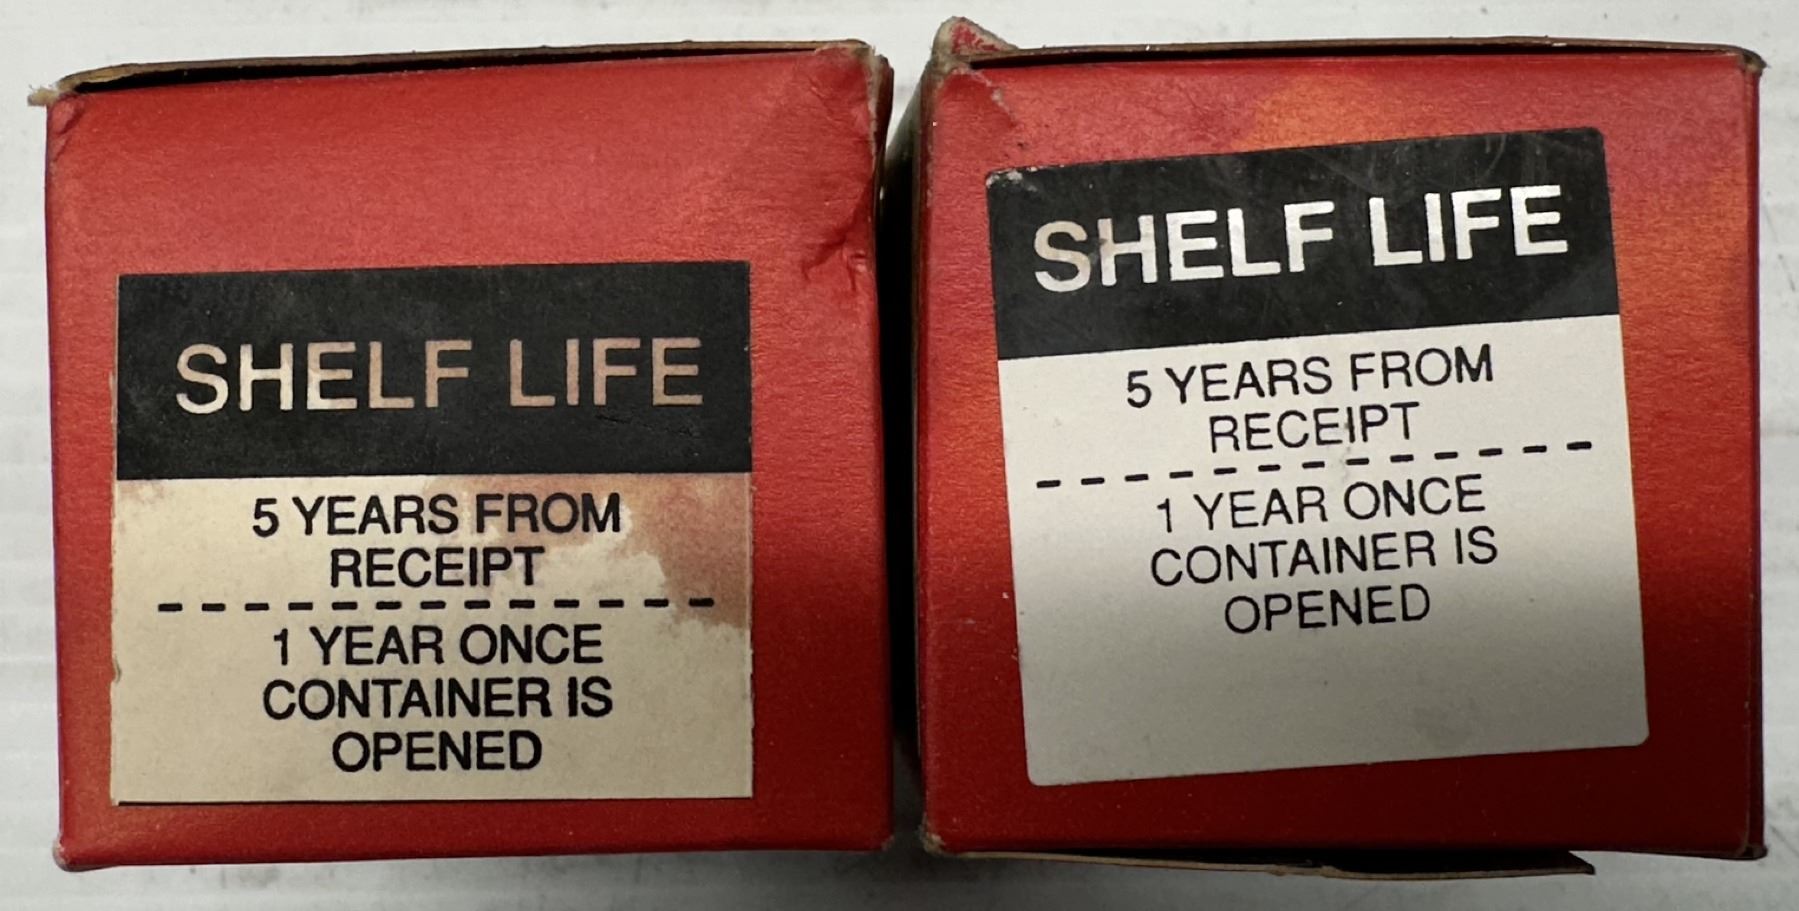 SHELF LIFE
5 YEARS FROM
RECEIPT
1 YEAR ONCE
CONTAINER IS
OPENED
SHELF LIFE
5 YEARS FROM
RECEIPT
1 YEAR ONCE
CONTAINER IS
OPENED